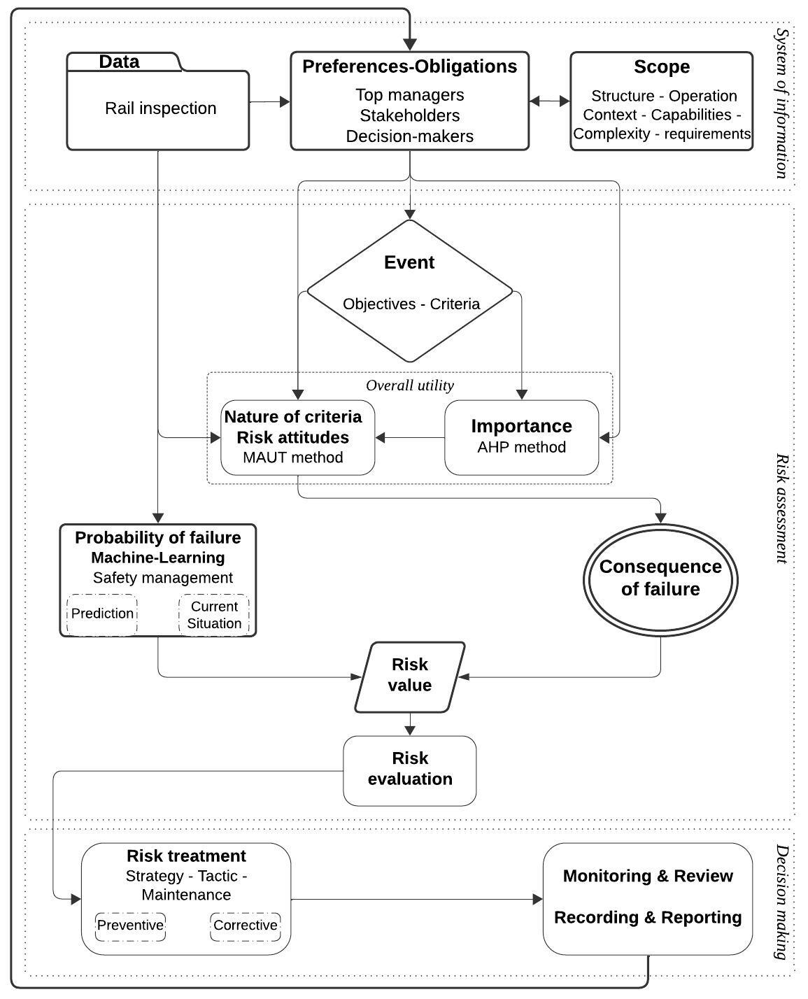 Data
Rail inspection
Preferences-Obligations
Top managers
Stakeholders
Decision-makers
Scope
Structure - Operation
Context - Capabilities -
Complexity - requirements
System of information
Event
Objectives - Criteria
Overall utility
Nature of criteria
Risk attitudes
MAUT method
Importance
AHP method
Risk assessment
Probability of failure
Machine-Learning
Safety management
Prediction
Current
Situation
Consequence
of failure
Risk
value
Risk
evaluation
Risk treatment
Strategy - Tactic -
Maintenance
Preventive
Corrective
Monitoring & Review
Recording & Reporting
Decision making